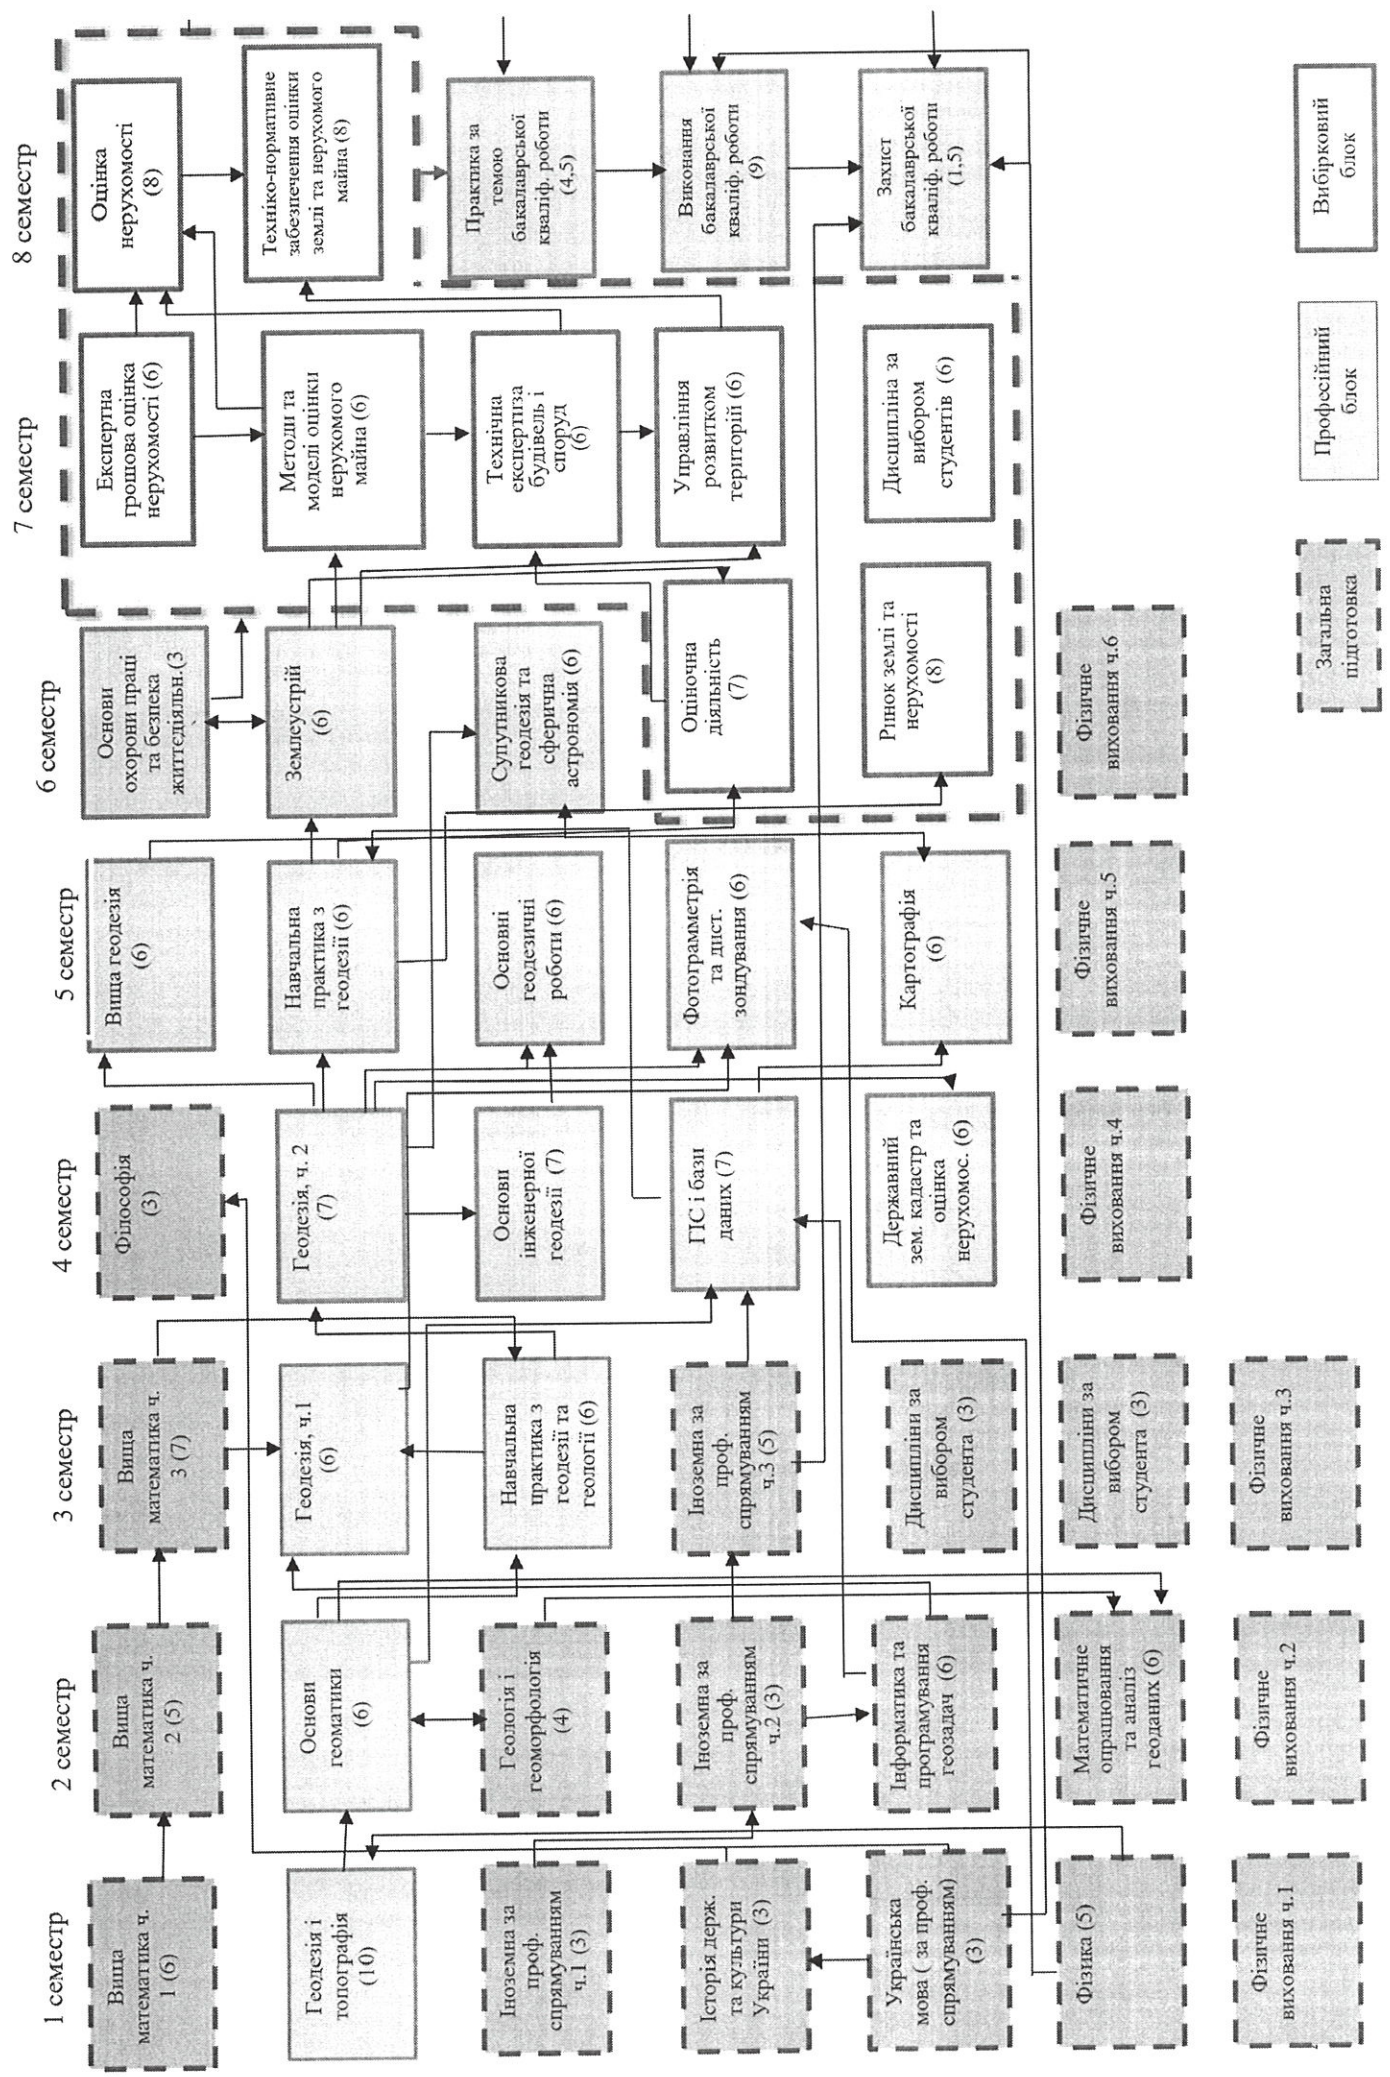 1 семестр
Вища
математика ч.
1 (6)
Геодезія і
топографія
(10)
Іноземна за
проф.
спрямуванням
ч.1 (3)
Історія держ.
та культури
України (3)
Українська
мова ( за проф.
спрямуванням)
(3)
Фізика (5)
Фізичне
виховання ч.1
2 семестр
Вища
математика ч.
2 (5)
Основи
геоматики
(6)
Геологія і
геоморфологія
(4)
Іноземна за
проф.
спрямуванням
ч.2 (3)
Інформатика та
програмування
геозадач (6)
Математичне
опрацювання
та аналіз
геоданих (6)
Фізичне
виховання ч.2
3 семестр
Вища
математика ч.
3 (7)
Геодезія, ч.1
(6)
Навчальна
практика з
геодезії та
геології (6)
Іноземна за
проф.
спрямуванням
ч.3 (5)
Дисципліни за
вибором
студента (3)
Дисципліни за
вибором
студента (3)
Фізичне
виховання ч.3
4 семестр
Філософія
(3)
Геодезія, ч. 2
(7)
Основи
інженерної
геодезії (7)
ГІС і бази
даних (7)
Державний
зем. кадастр та
оцінка
нерухомос. (6)
Фізичне
виховання ч.4
5 семестр
Вища геодезія
(6)
Навчальна
практика з
геодезії (6)
Основні
геодезичні
роботи (6)
Фотограмметрія
та дист.
зондування (6)
Картографія
(6)
Фізичне
виховання ч.5
6 семестр
Основи
охорони праці
та безпека
життєдіяльн.(3
Землеустрій
(6)
Супутникова
геодезія та
сферична
астрономія (6)
Оціночна
діяльність
(7)
Ринок землі та
нерухомості
(8)
Фізичне
виховання ч.6
7 семестр
Експертна
грошова оцінка
нерухомості (6)
Методи та
моделі оцінки
нерухомого
майна (6)
Технічна
експертиза
будівель і
споруд
(6)
Управління
розвитком
територій (6)
Дисципліна за
вибором
студентів (6)
8 семестр
Оцінка
нерухомості
(8)
Техніко-нормативне
забезпечення оцінки
землі та нерухомого
майна (8)
Практика за
темою
бакалаврської
кваліф. роботи
(4,5)
Виконання
бакалаврської
кваліф. роботи
(9)
Захист
бакалаврської
кваліф. роботи
(1,5)
Загальна
підготовка
Професійний
блок
Вибірковий
блок